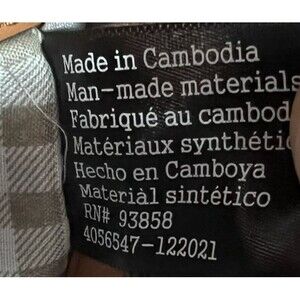 Made in Cambodia
Man-made materials
Fabriqué au cambod
Matériaux synthétic
Hecho en Camboya
Materiàl sintético
RN# 93858
4056547-122021